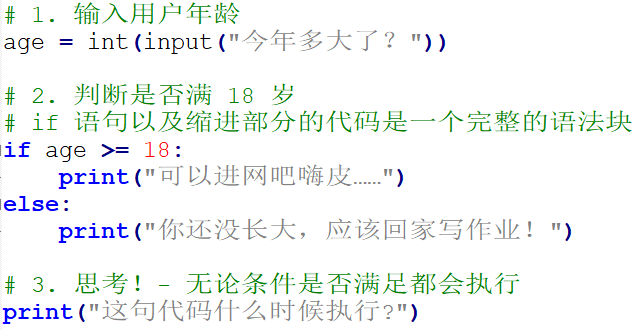 # 1. 输入用户年龄
age = int(input("今年多大了？"))
# 2. 判断是否满 18 岁
# if 语句以及缩进部分的代码是一个完整的语法块
if age >= 18:
    print("可以进网吧嗨皮……")
else:
    print("你还没长大，应该回家写作业！")
# 3. 思考！- 无论条件是否满足都会执行
print("这句代码什么时候执行?")